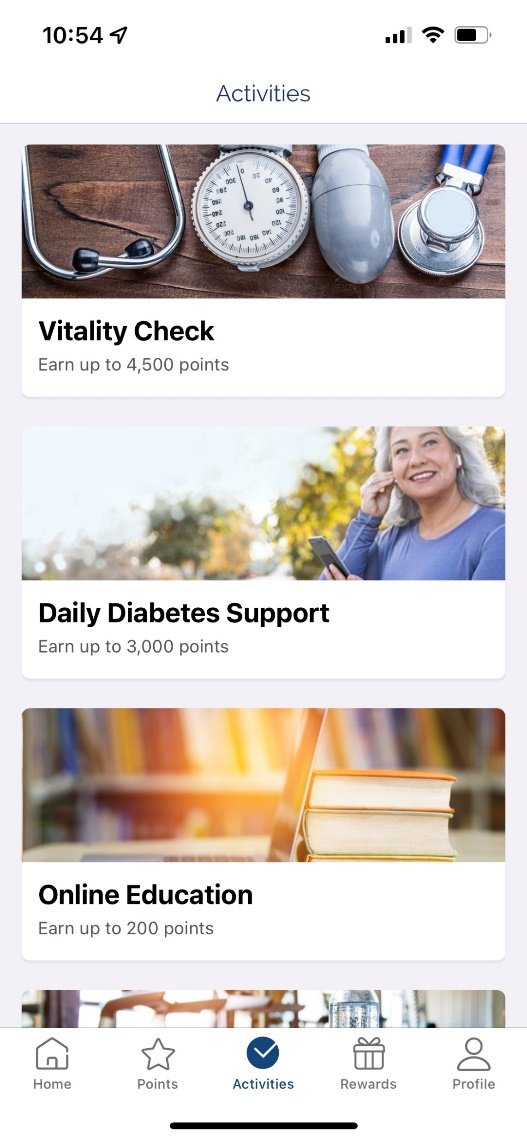 10:54
Activities
Vitality Check
Earn up to 4,500 points
Daily Diabetes Support
Earn up to 3,000 points
Online Education
Earn up to 200 points
Home
Points
Activities
Rewards
Profile